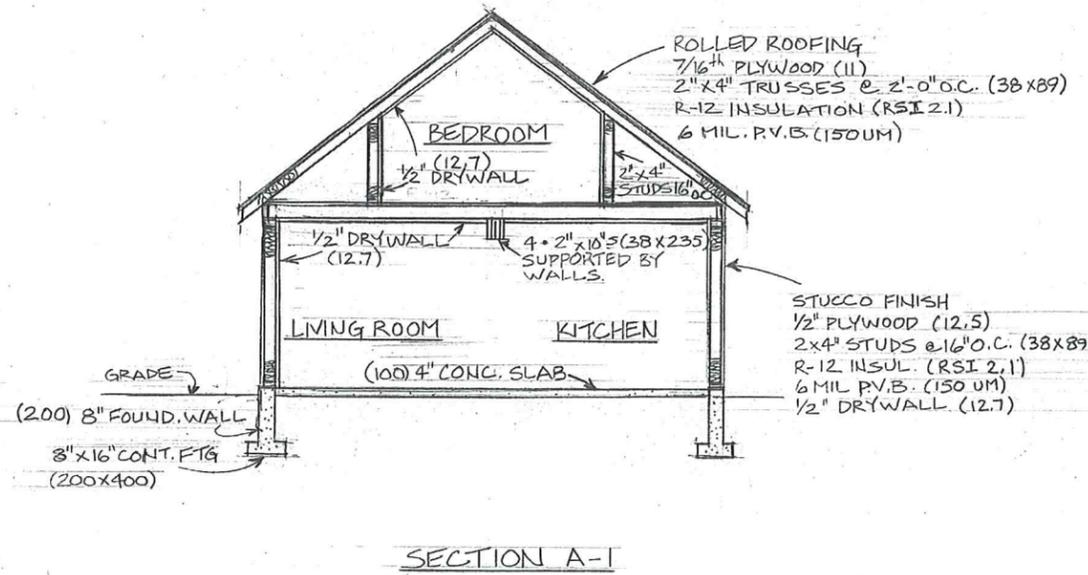 ROLLED ROOFING
7/16th PLYWOOD (11)
2"X4" TRUSSES @ 2'-0" O.C. (38X89)
R-12 INSULATION (RSI 2.1)
6 MIL. P.V.B. (150UM)
BEDROOM
(12.7)
1/2" DRYWALL
2"X4"
STUDS 16"
OC
1/2" DRYWALL
(12.7)
4 • 2"X10"S (38X235)
SUPPORTED BY
WALLS.
STUCCO FINISH
1/2" PLYWOOD (12.5)
2x4" STUDS @16" O.C. (38X89
R-12 INSUL. (RSI 2.1)
6 MIL P.V.B. (150 UM)
1/2" DRYWALL (12.7)
LIVING ROOM
KITCHEN
(100) 4" CONC. SLAB
GRADE
(200) 8" FOUND. WALL
8"X16" CONT. FTG
(200X400)
SECTION A-1